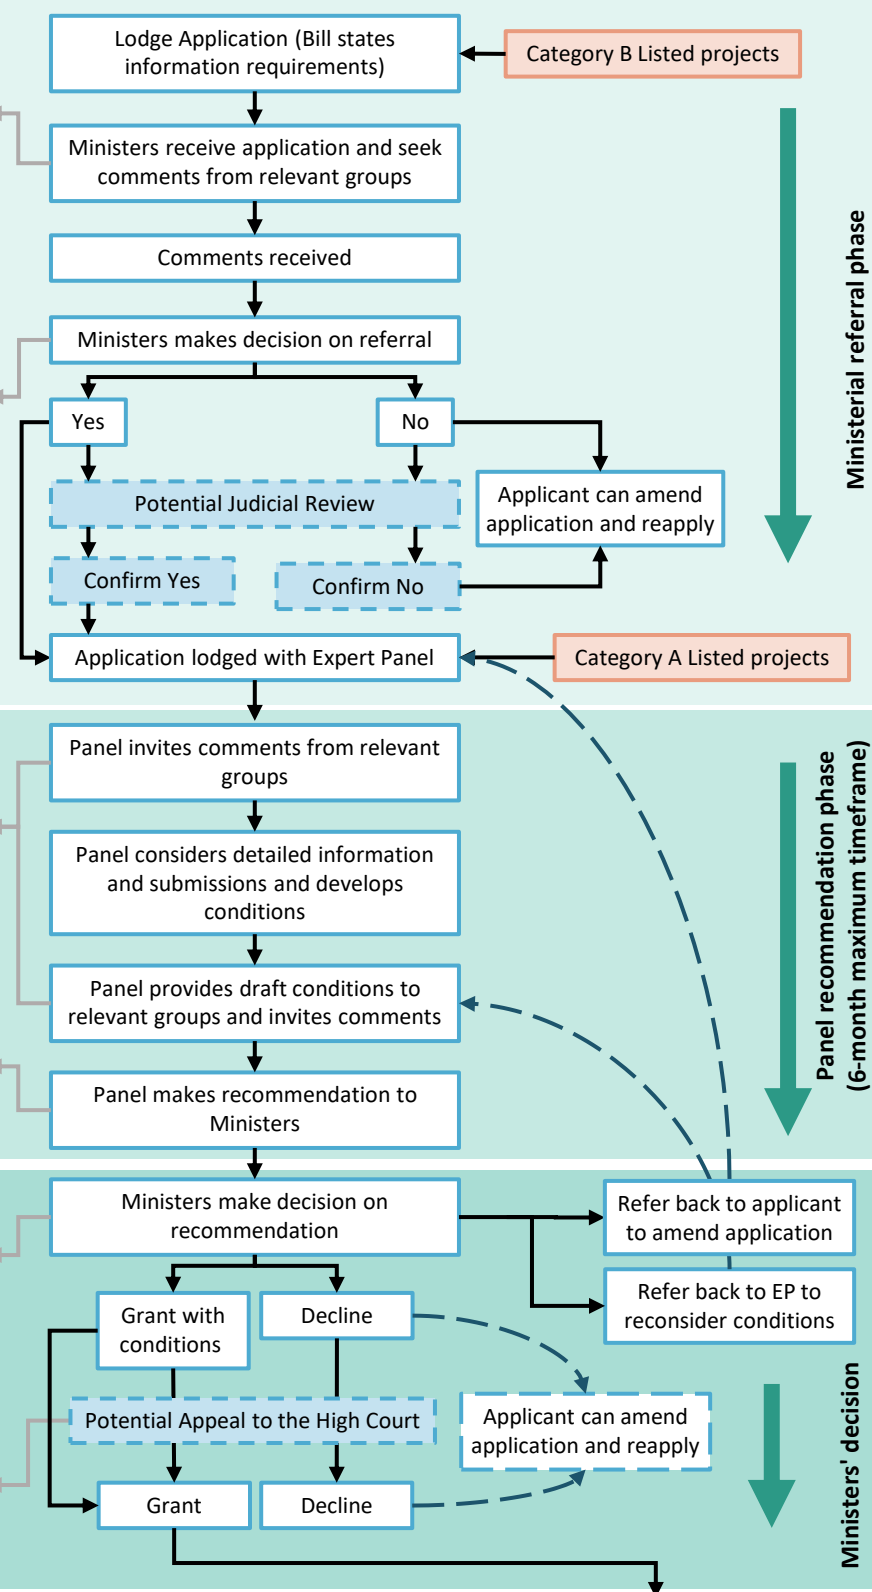 Lodge Application (Bill states
information requirements)
Category B Listed projects
Ministers receive application and seek
comments from relevant groups
Comments received
Ministers makes decision on referral
Yes
No
Potential Judicial Review
Applicant can amend
application and reapply
Confirm Yes
Confirm No
Application lodged with Expert Panel
Category A Listed projects
Ministerial referral phase
Panel invites comments from relevant
groups
Panel considers detailed information
and submissions and develops
conditions
Panel provides draft conditions to
relevant groups and invites comments
Panel makes recommendation to
Ministers
Panel recommendation phase
(6-month maximum timeframe)
Ministers make decision on
recommendation
Refer back to applicant
to amend application
Refer back to EP to
reconsider conditions
Grant with
conditions
Decline
Potential Appeal to the High Court
Applicant can amend
application and reapply
Grant
Decline
Ministers' decision